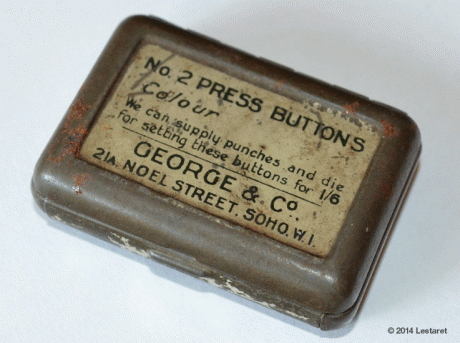 No. 2 PRESS BUTTONS
Colour
We can supply punches and die
for setting these buttons for 1/6
GEORGE & Co.
21A NOEL STREET. SOHO. W.1.
© 2014 Lestaret